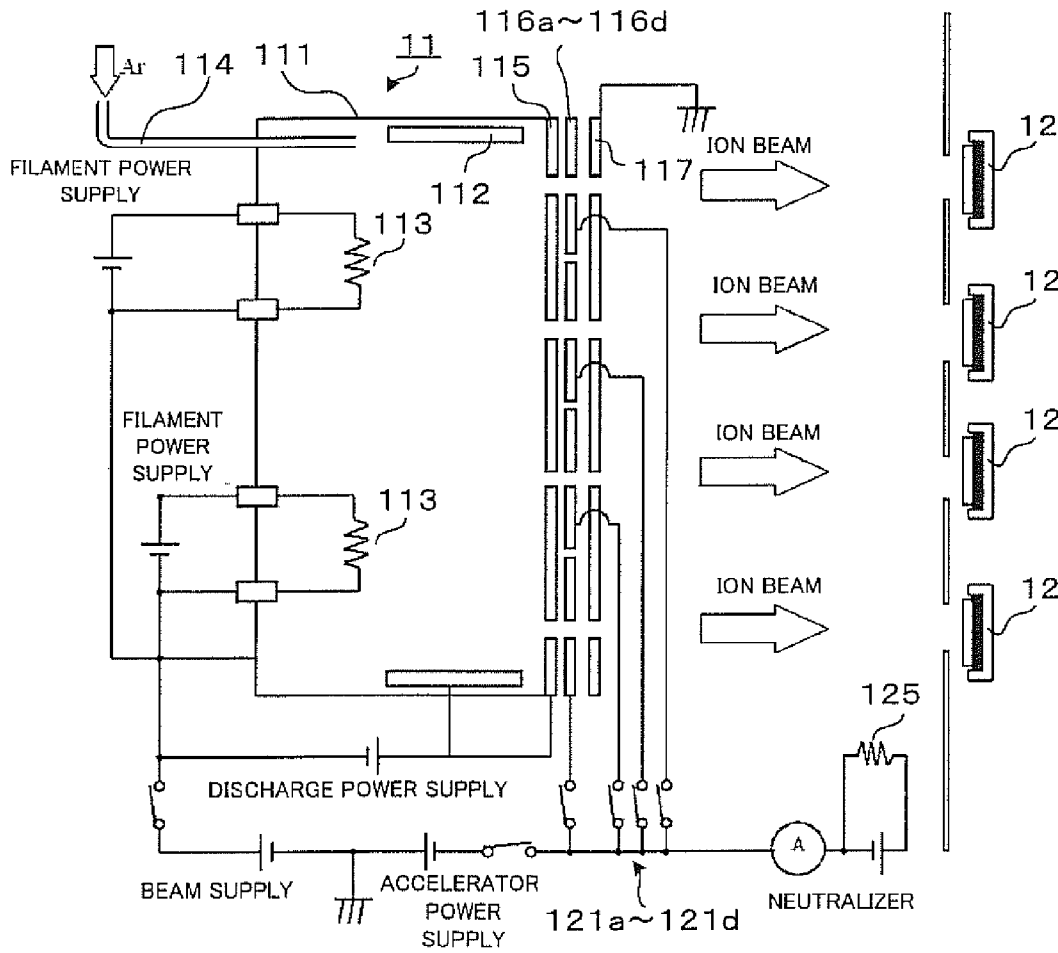 116a～116d
11
115
111
114
Ar
FILAMENT POWER
SUPPLY
112
117
ION BEAM
12
113
ION BEAM
12
FILAMENT
POWER
SUPPLY
ION BEAM
12
113
ION BEAM
12
125
DISCHARGE POWER SUPPLY
A
BEAM SUPPLY
ACCELERATOR
POWER
SUPPLY
121a～121d
NEUTRALIZER